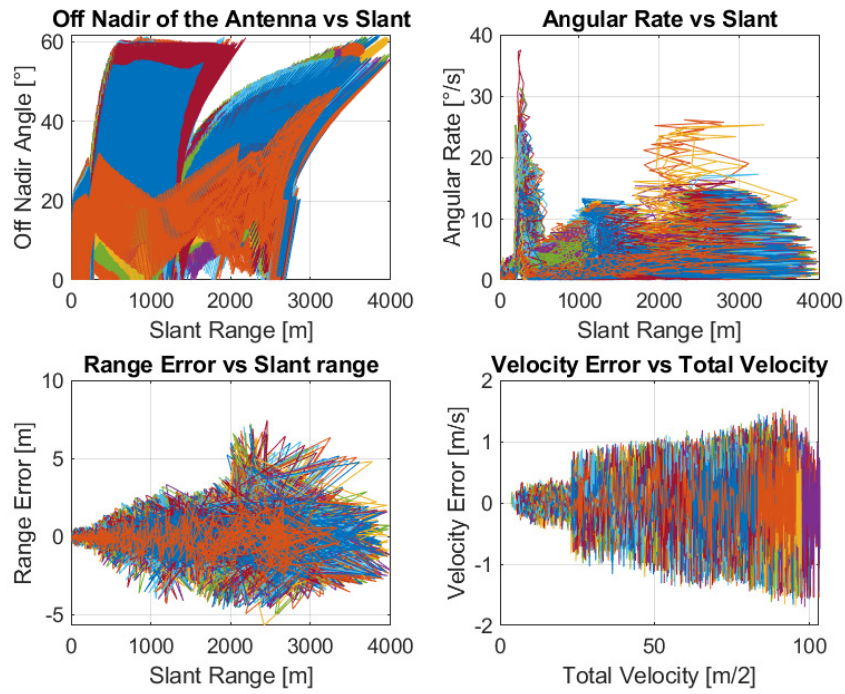 Off Nadir of the Antenna vs Slant
Off Nadir Angle [°]
60
40
20
0
0 1000 2000 3000 4000
Slant Range [m]
Angular Rate vs Slant
Angular Rate [°/s]
40
30
20
10
0
0 1000 2000 3000 4000
Slant Range [m]
Range Error vs Slant range
Range Error [m]
10
5
0
-5
0 1000 2000 3000 4000
Slant Range [m]
Velocity Error vs Total Velocity
Velocity Error [m/s]
2
1
0
-1
-2
0 50 100
Total Velocity [m/2]